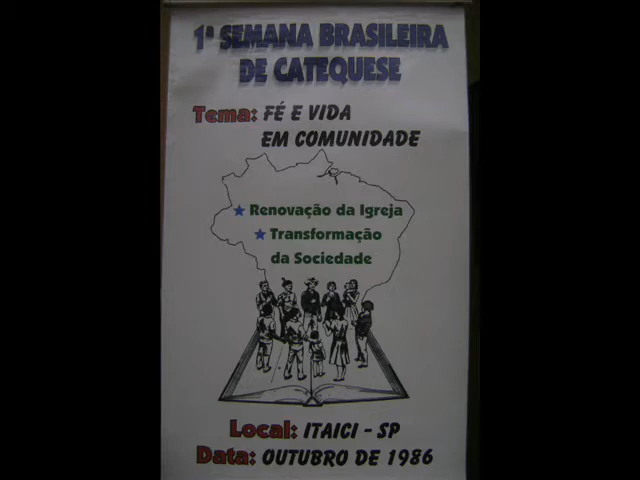 1ª SEMANA BRASILEIRA
DE CATEQUESE
Tema: FÉ E VIDA
EM COMUNIDADE
Renovação da Igreja
Transformação
da Sociedade
Local: ITAICI - SP
Data: OUTUBRO DE 1986